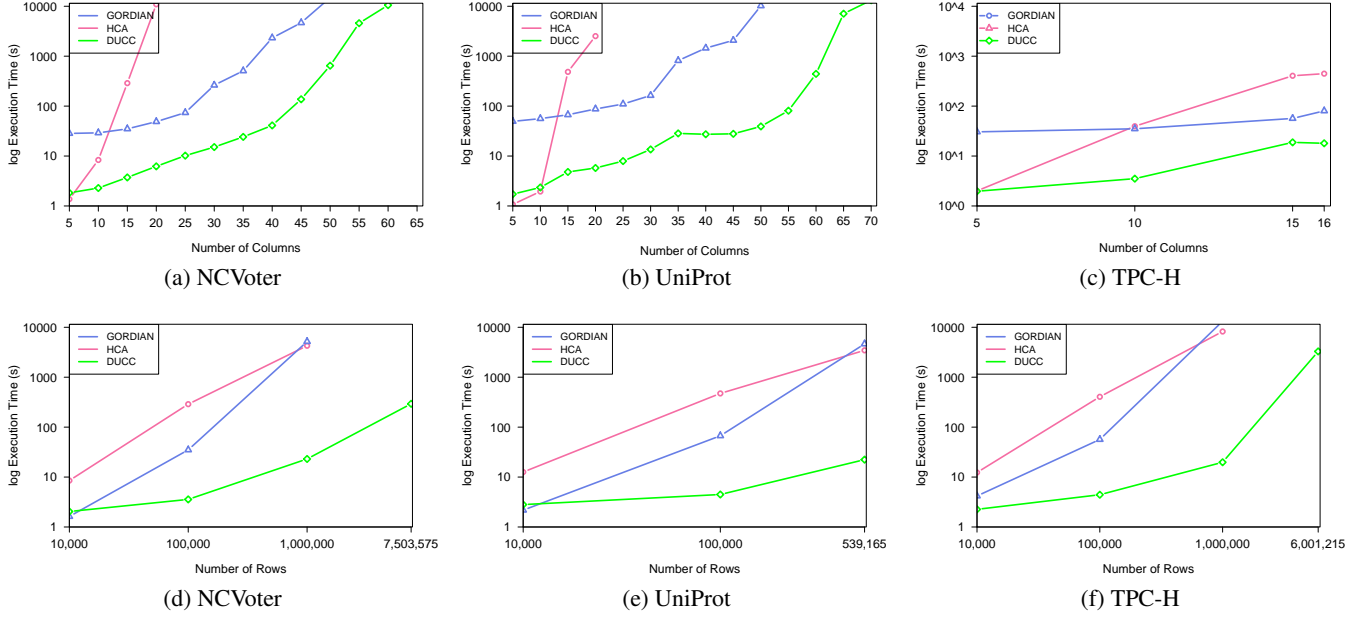 log Execution Time (s)
10000
1000
100
10
1
GORDIAN
HCA
DUCC
5 10 15 20 25 30 35 40 45 50 55 60 65
Number of Columns
(a) NCVoter
log Execution Time (s)
10000
1000
100
10
1
GORDIAN
HCA
DUCC
5 10 15 20 25 30 35 40 45 50 55 60 65 70
Number of Columns
(b) UniProt
log Execution Time (s)
10^4
10^3
10^2
10^1
10^0
GORDIAN
HCA
DUCC
5 10 15 16
Number of Columns
(c) TPC-H
log Execution Time (s)
10000
1000
100
10
1
GORDIAN
HCA
DUCC
10,000 100,000 1,000,000 7,503,575
Number of Rows
(d) NCVoter
log Execution Time (s)
10000
1000
100
10
1
GORDIAN
HCA
DUCC
10,000 100,000 539,165
Number of Rows
(e) UniProt
log Execution Time (s)
10000
1000
100
10
1
GORDIAN
HCA
DUCC
10,000 100,000 1,000,000 6,001,215
Number of Rows
(f) TPC-H